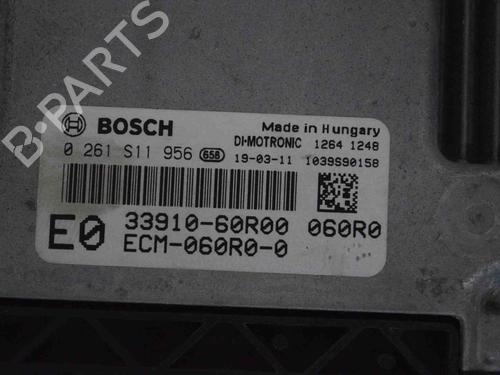 B-PARTS
BOSCH
Made in Hungary
DI-MOTRONIC 1264 1248
0 261 S11 956 658 19-03-11 1039S90158
E0 33910-60R00 060R0
ECM-060R0-0